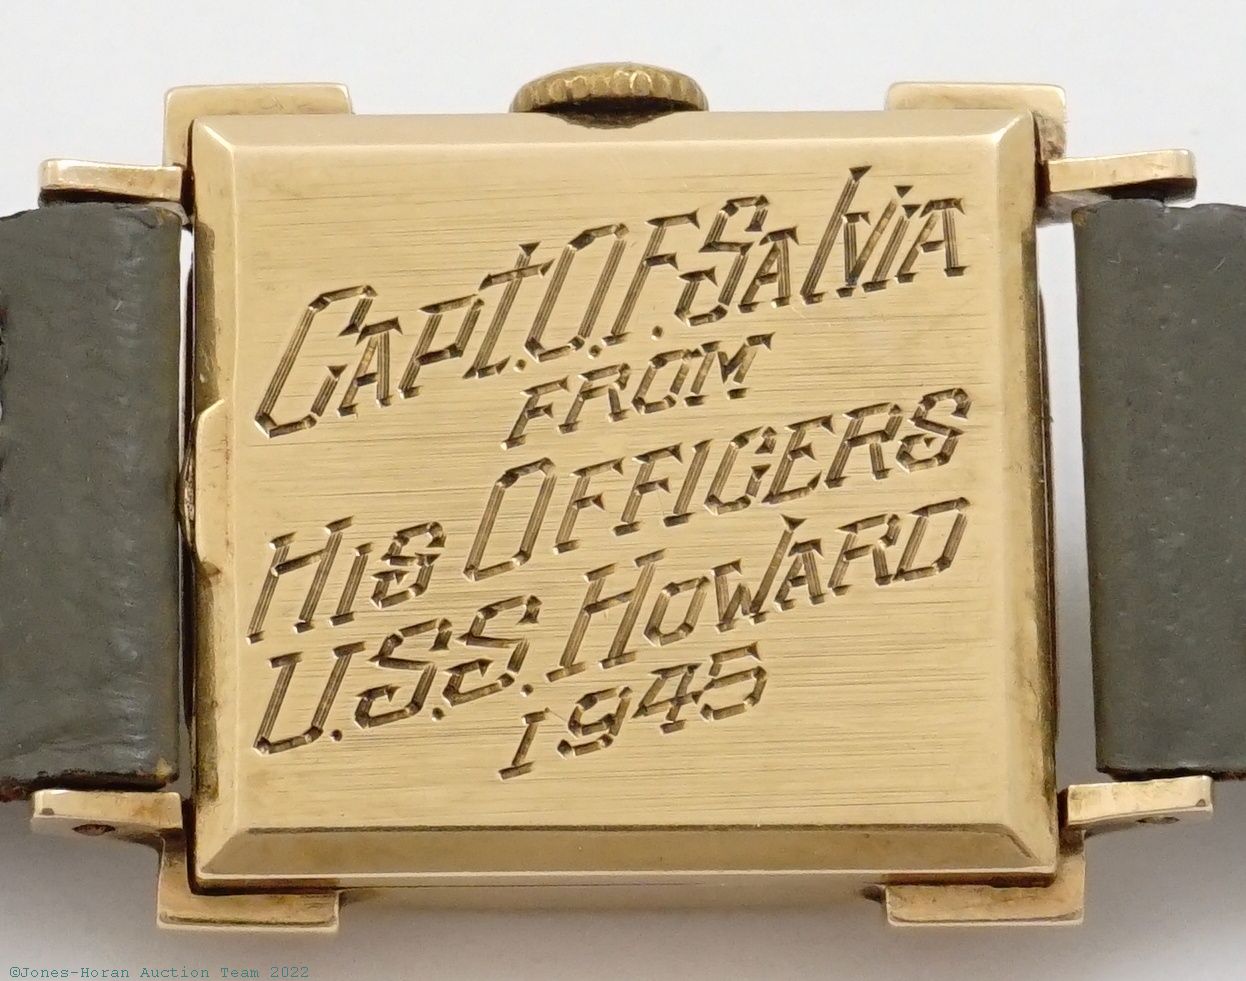 CAPT. O. F. SALVIA
FROM
HIS OFFICERS
U.S.S. HOWARD
1945
©Jones-Horan Auction Team 2022